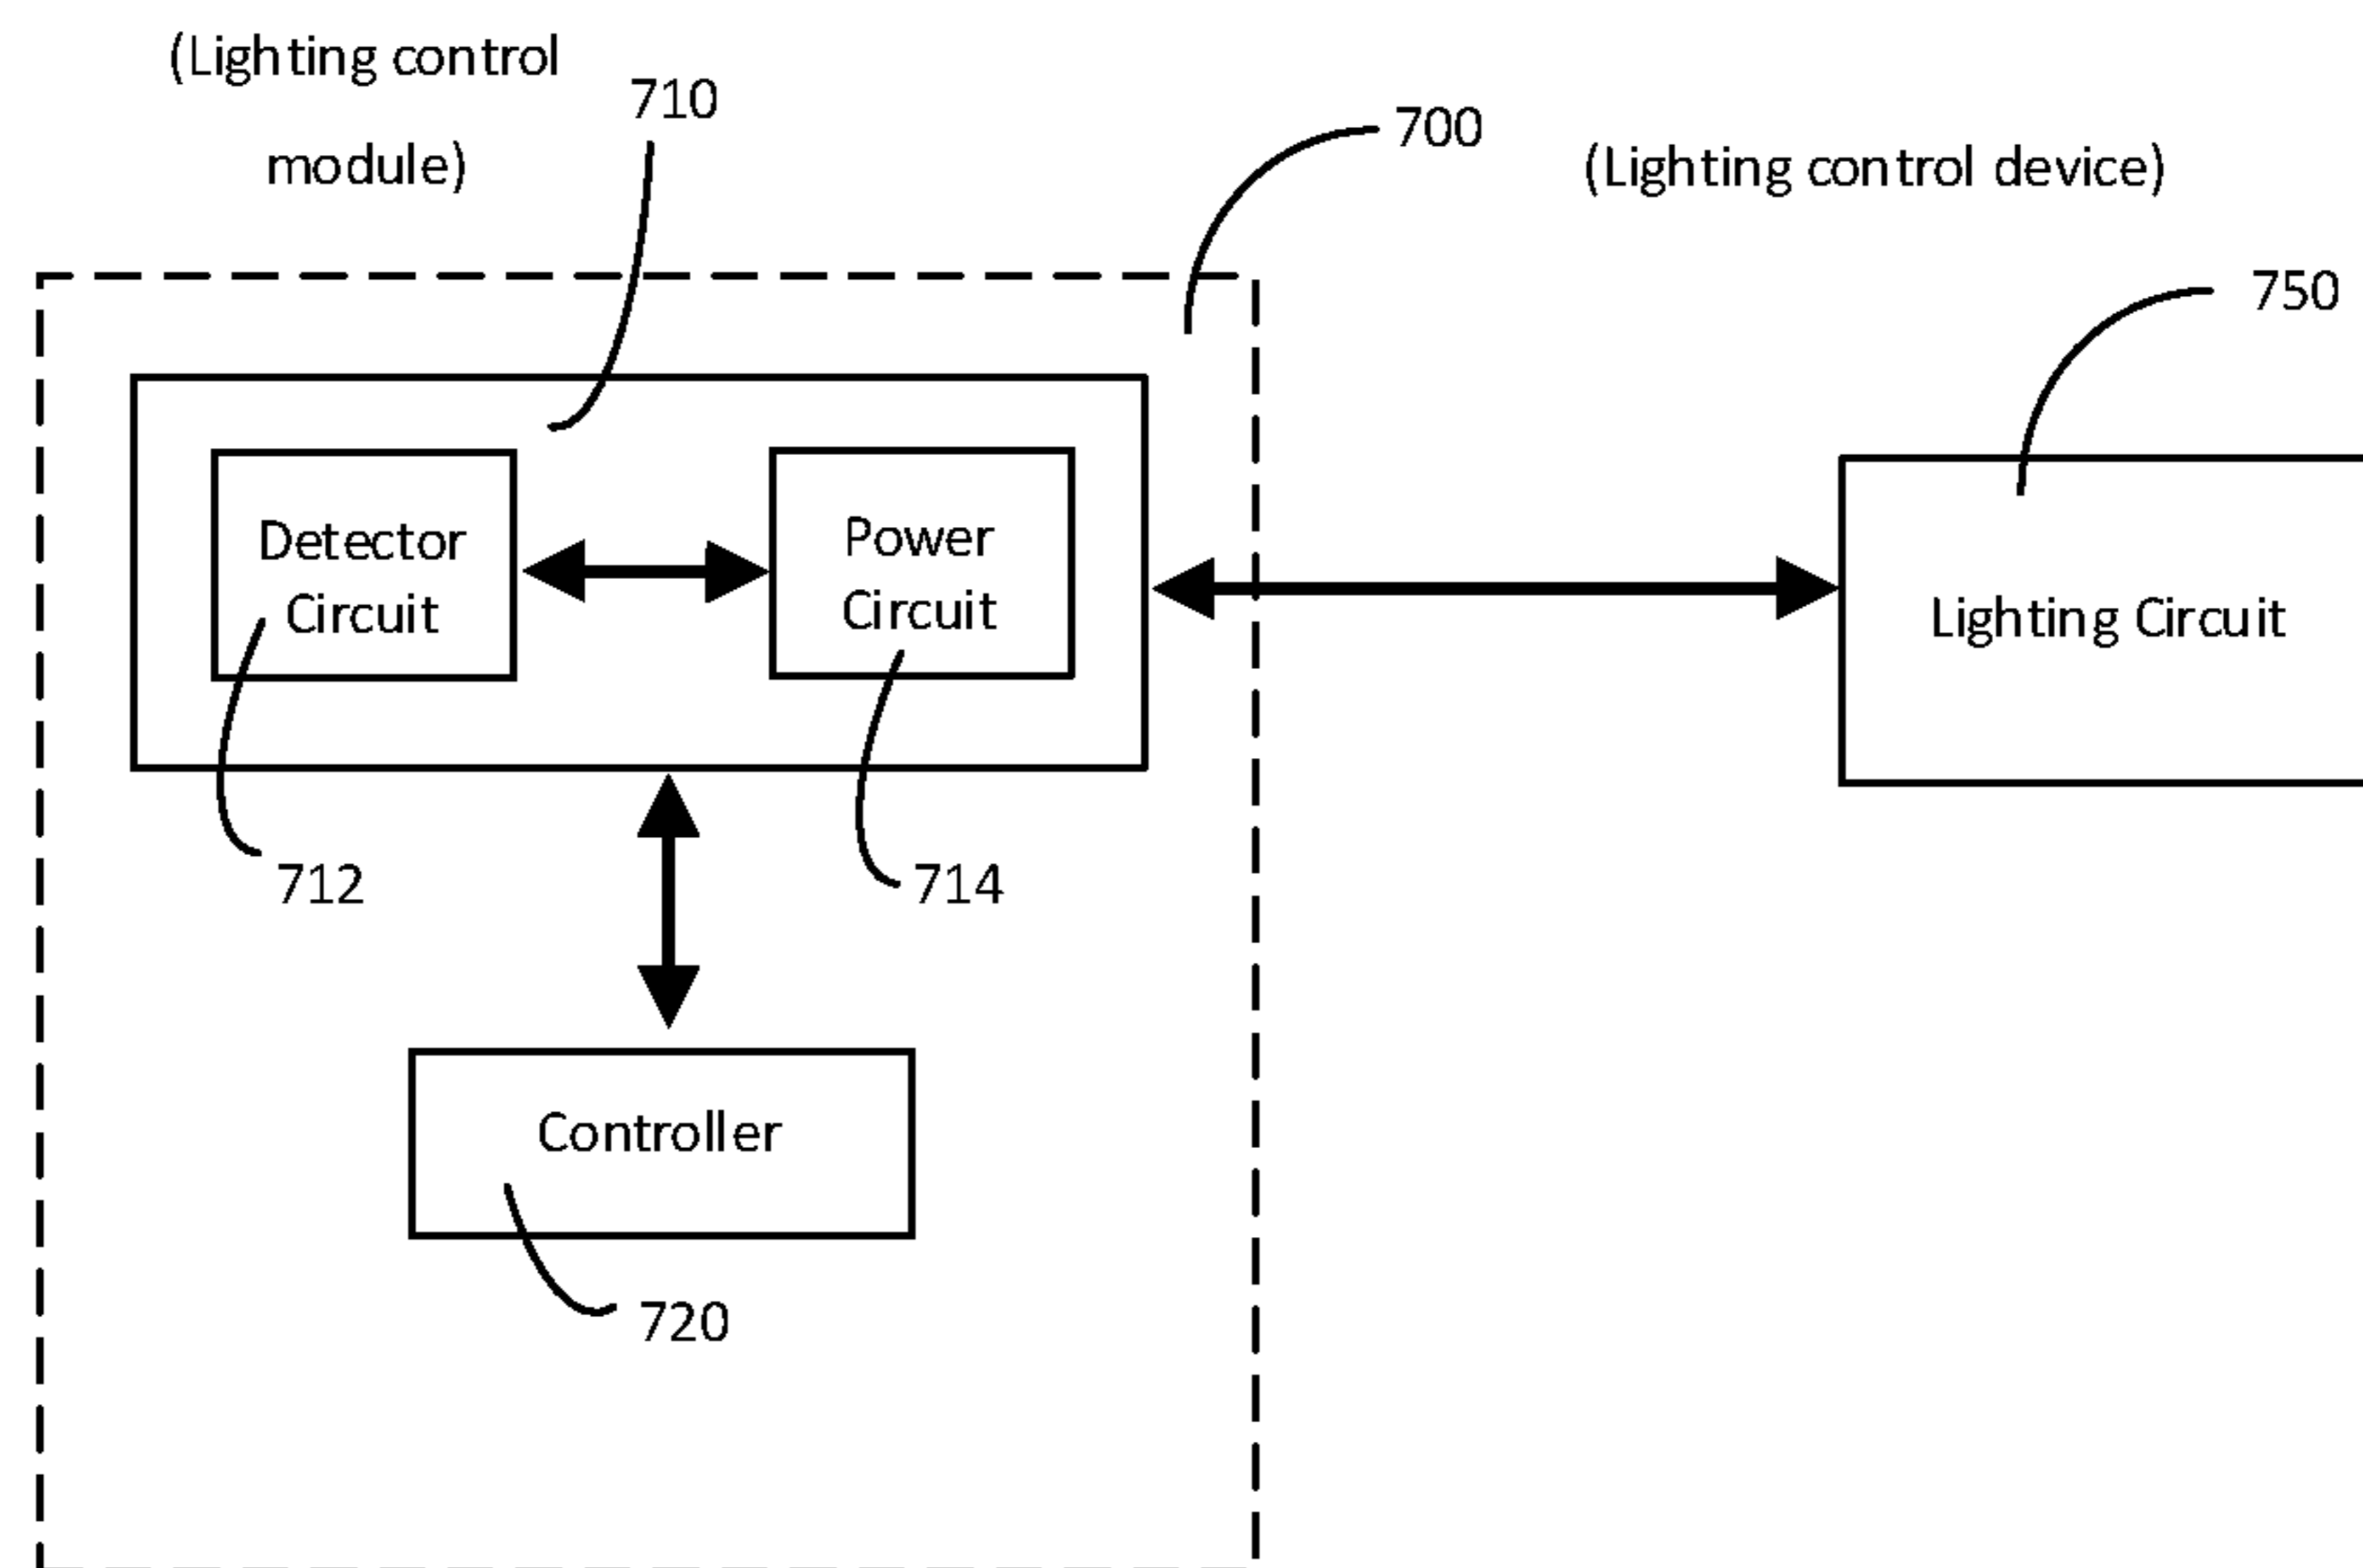 (Lighting control
module)
710
700
(Lighting control device)
750
Detector
Circuit
Power
Circuit
Lighting Circuit
712
714
Controller
720